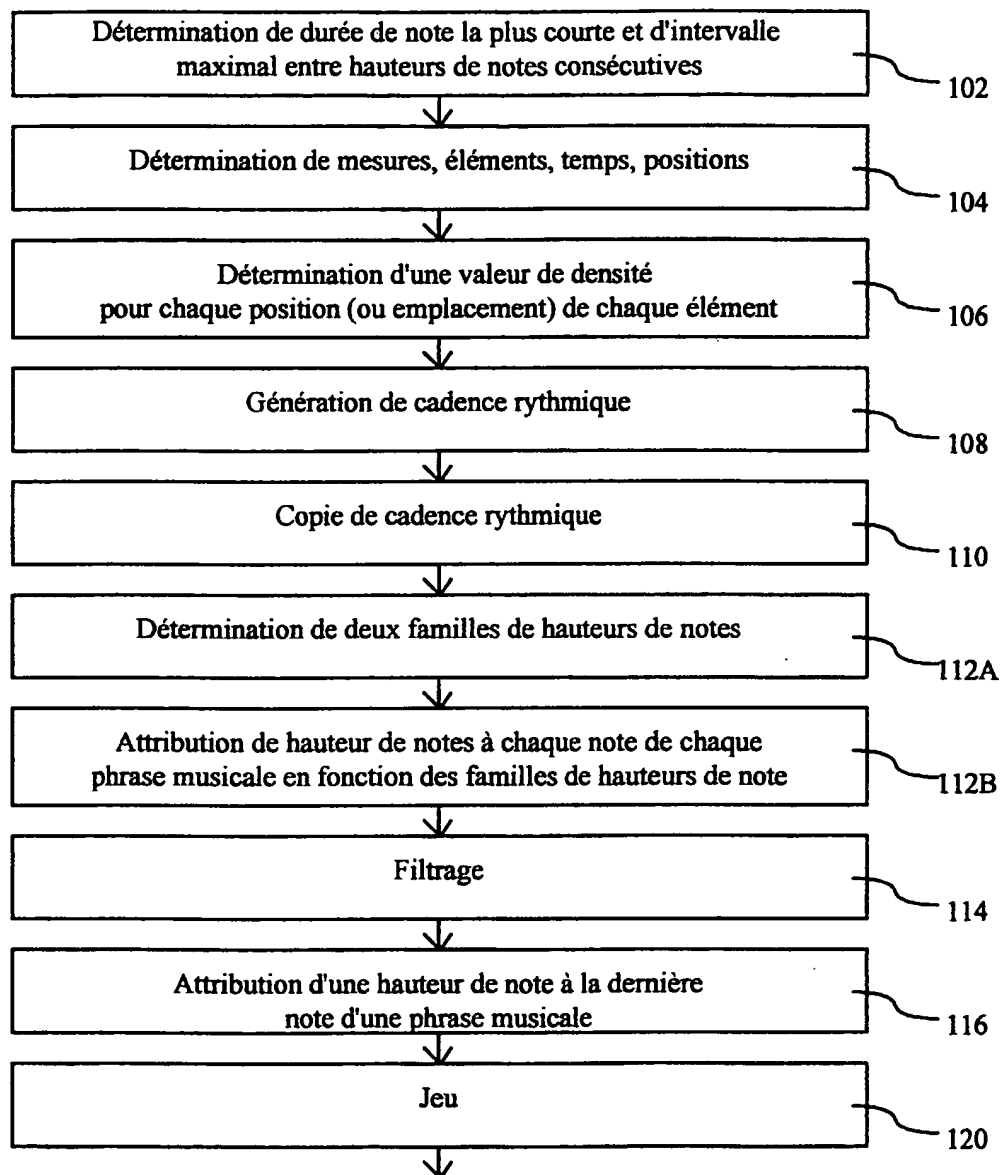 Détermination de durée de note la plus courte et d'intervalle
maximal entre hauteurs de notes consécutives
102
Détermination de mesures, éléments, temps, positions
104
Détermination d'une valeur de densité
pour chaque position (ou emplacement) de chaque élément
106
Génération de cadence rythmique
108
Copie de cadence rythmique
110
Détermination de deux familles de hauteurs de notes
112A
Attribution de hauteur de notes à chaque note de chaque
phrase musicale en fonction des familles de hauteurs de note
112B
Filtrage
114
Attribution d'une hauteur de note à la dernière
note d'une phrase musicale
116
Jeu
120